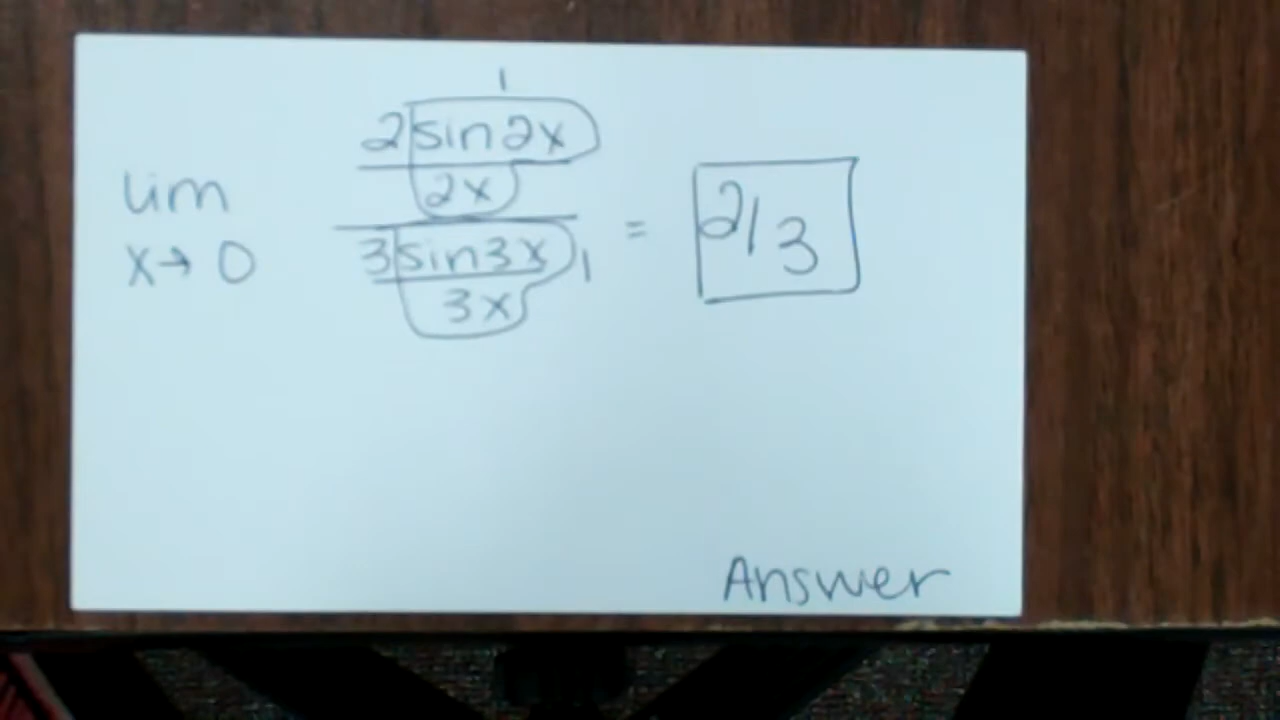 1
2 sin 2x
2x
lim
x→0
3 sin 3x 1
3x
= 2/3
Answer